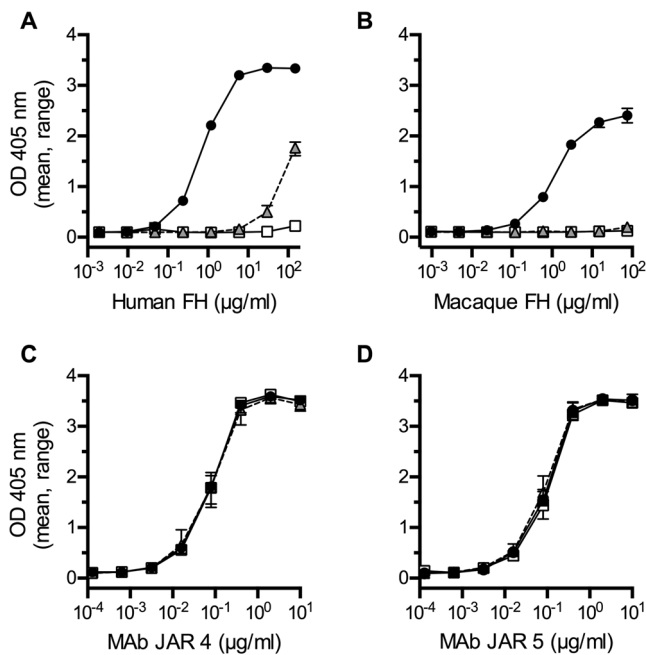 A
B
4
3
2
1
0
OD 405 nm
(mean, range)
10⁻³ 10⁻² 10⁻¹ 10⁰ 10¹ 10²
Human FH (µg/ml)
4
3
2
1
0
10⁻³ 10⁻² 10⁻¹ 10⁰ 10¹ 10²
Macaque FH (µg/ml)
C
D
4
3
2
1
0
OD 405 nm
(mean, range)
10⁻⁴ 10⁻³ 10⁻² 10⁻¹ 10⁰ 10¹
MAb JAR 4 (µg/ml)
4
3
2
1
0
10⁻⁴ 10⁻³ 10⁻² 10⁻¹ 10⁰ 10¹
MAb JAR 5 (µg/ml)